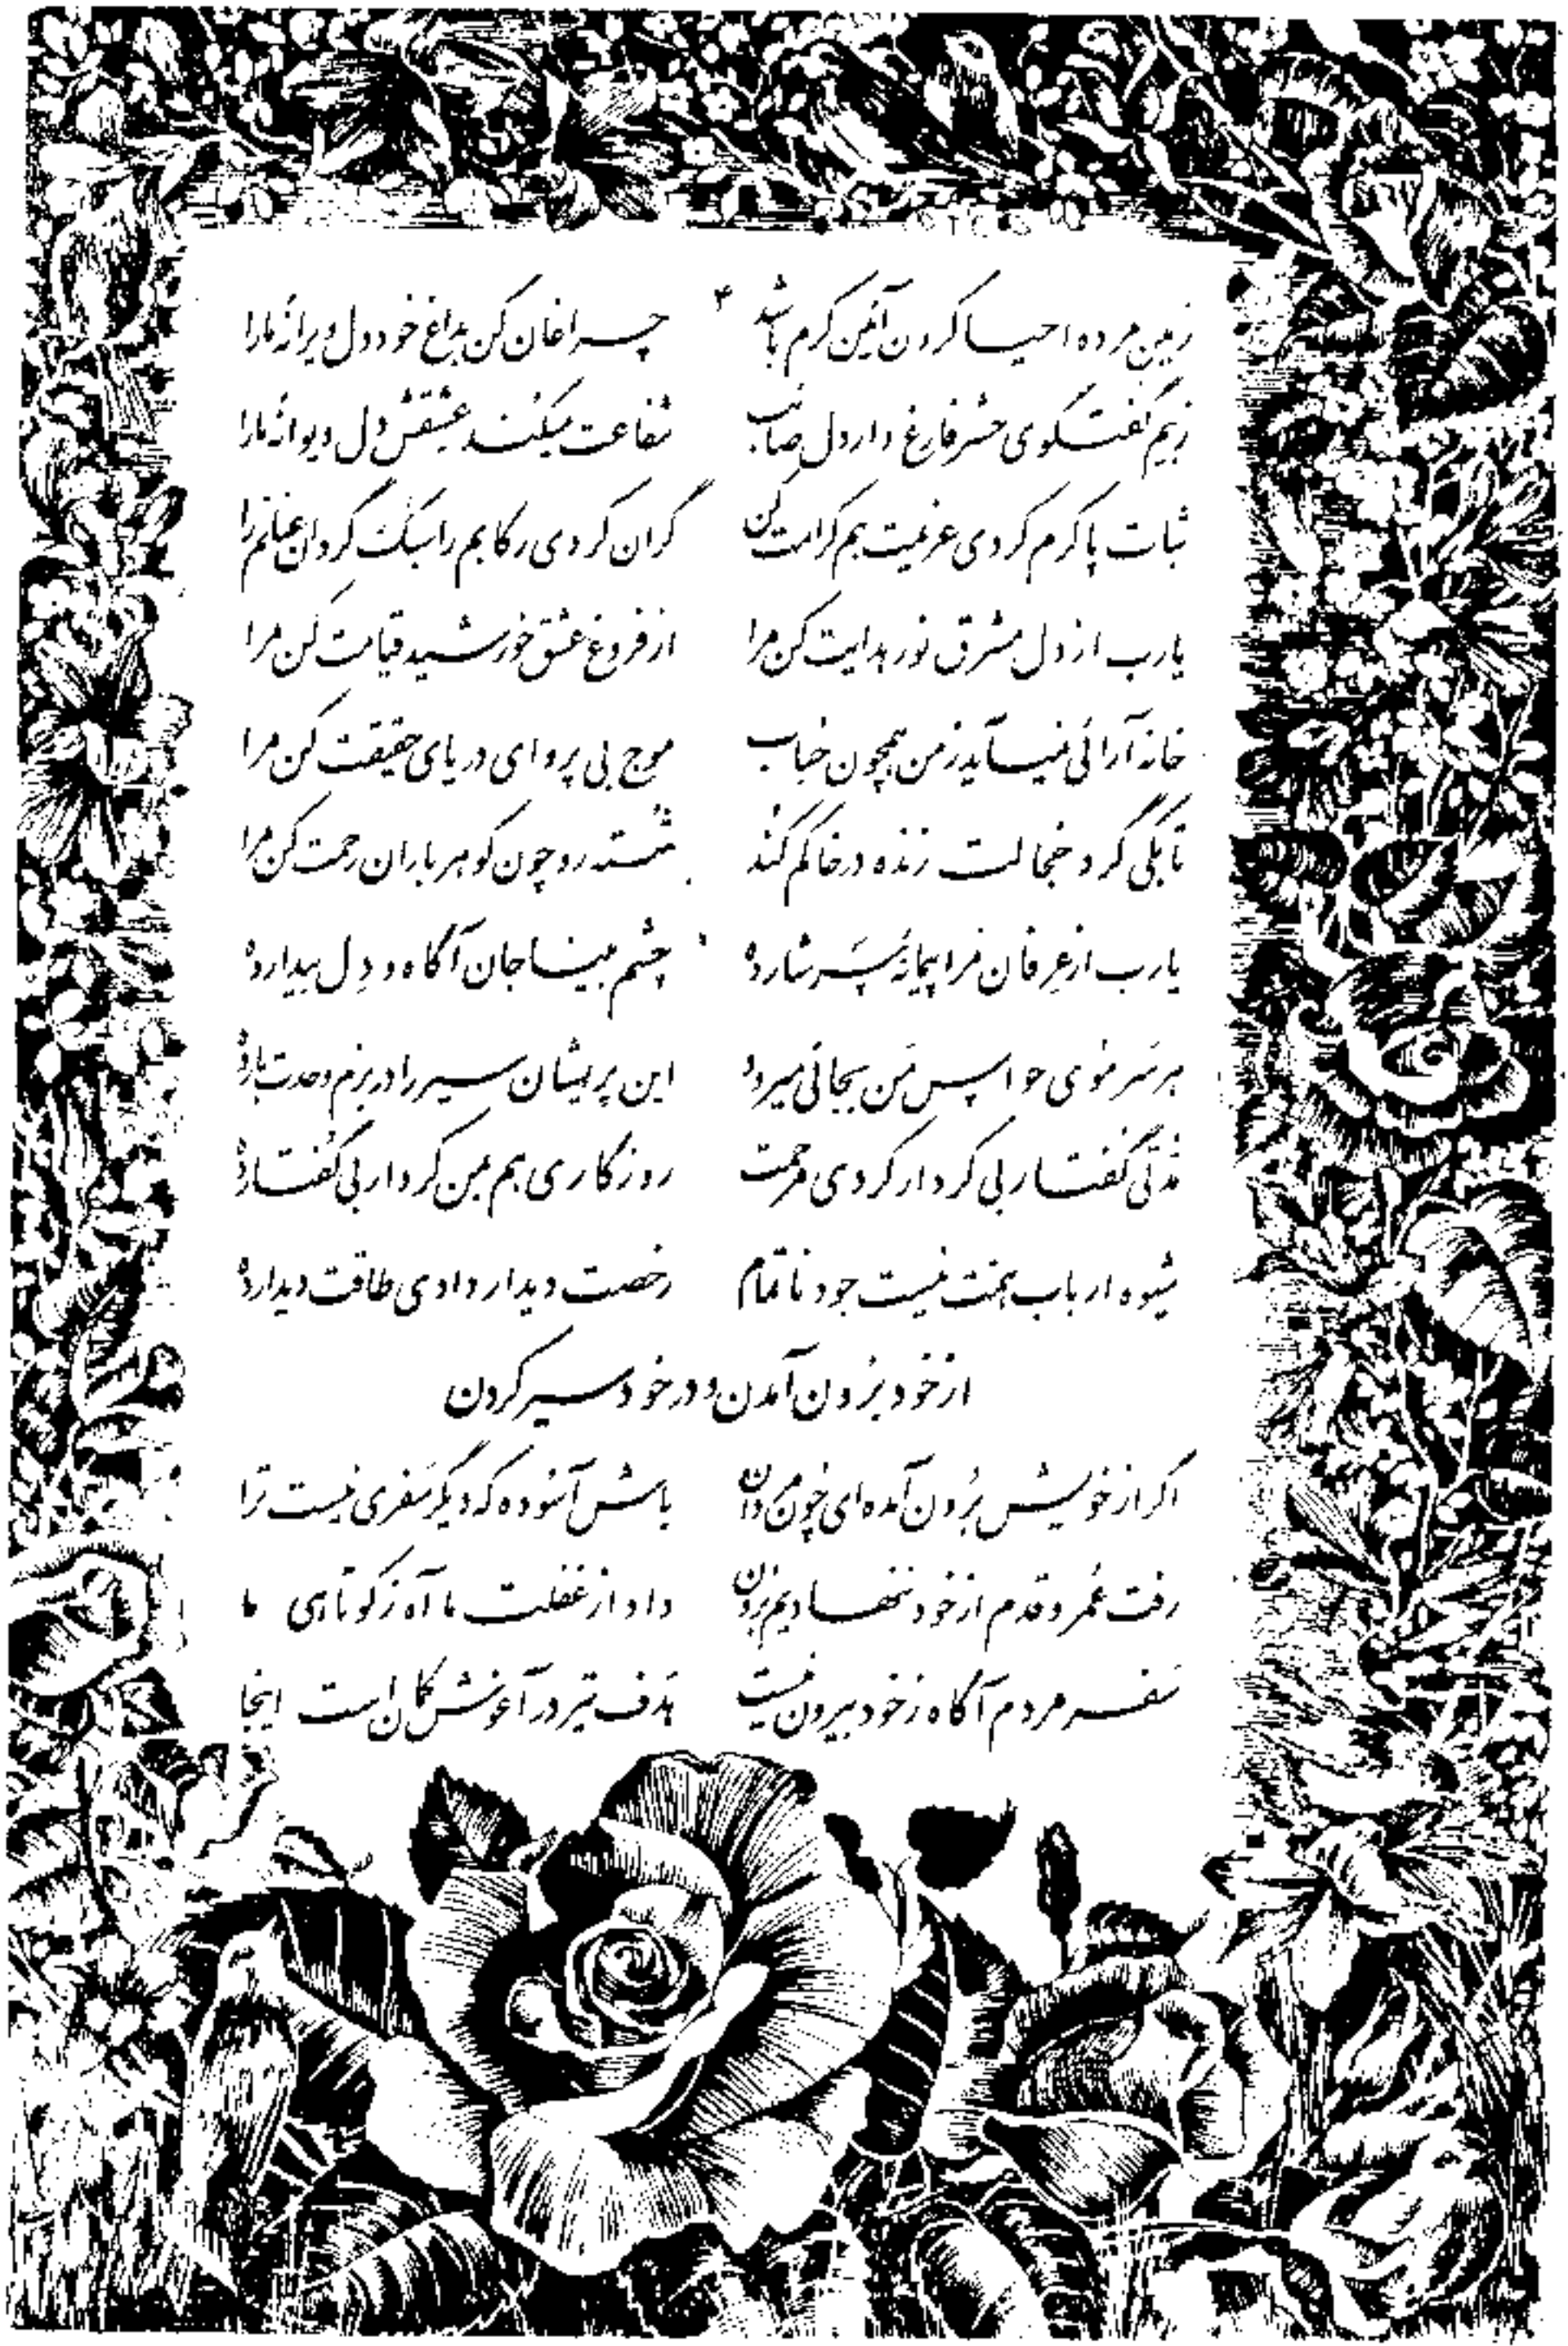 زمین مرده احیا کردن آئین کرم باشد ۴ چراغان کن بداغ خود دل ویرانهٔ ما را
زبیم گفتگوی حشر فارغ دار دل صائب شفاعت میکند عشقش دل دیوانهٔ ما را
ثبات پا کرم کردی عزیمت هم کرامت کن گران کردی رکابم را سبک گردان عنانم را
یارب از دل مشرق نور هدایت کن مرا از فروغ عشق خورشید قیامت کن مرا
خانه آرائی نمیآید ز من همچون حباب موج بی پروای دریای حقیقت کن مرا
تا بکی گرد خجالت زنده در خاکم کند شسته رو چون گوهر باران رحمت کن مرا
یارب از عرفان مرا پیمانهٔ سرشار ده چشم بینا جان آگاه و دل بیدار ده
هر سر موی حواس من بجائی میرود این پریشان سیر را در بزم وحدت بار ده
مدتی گفتار بی کردار کردی مرحمت روزگاری هم بمن کردار بی گفتار ده
شیوه ارباب همت نیست جود ناتمام رخصت دیدار دادی طاقت دیدار ده
از خود برون آمدن و در خود سیر کردن
اگر از خویش برون آمده ای چون مردان باش آسوده که دیگر سفری نیست ترا
رفت عمر و قدم از خود ننهادیم برون داد از غفلت ما آه ز کوتاهی ما
سفر مردم آگاه ز خود بیرون نیست هدف تیر در آغوش کمان است اینجا